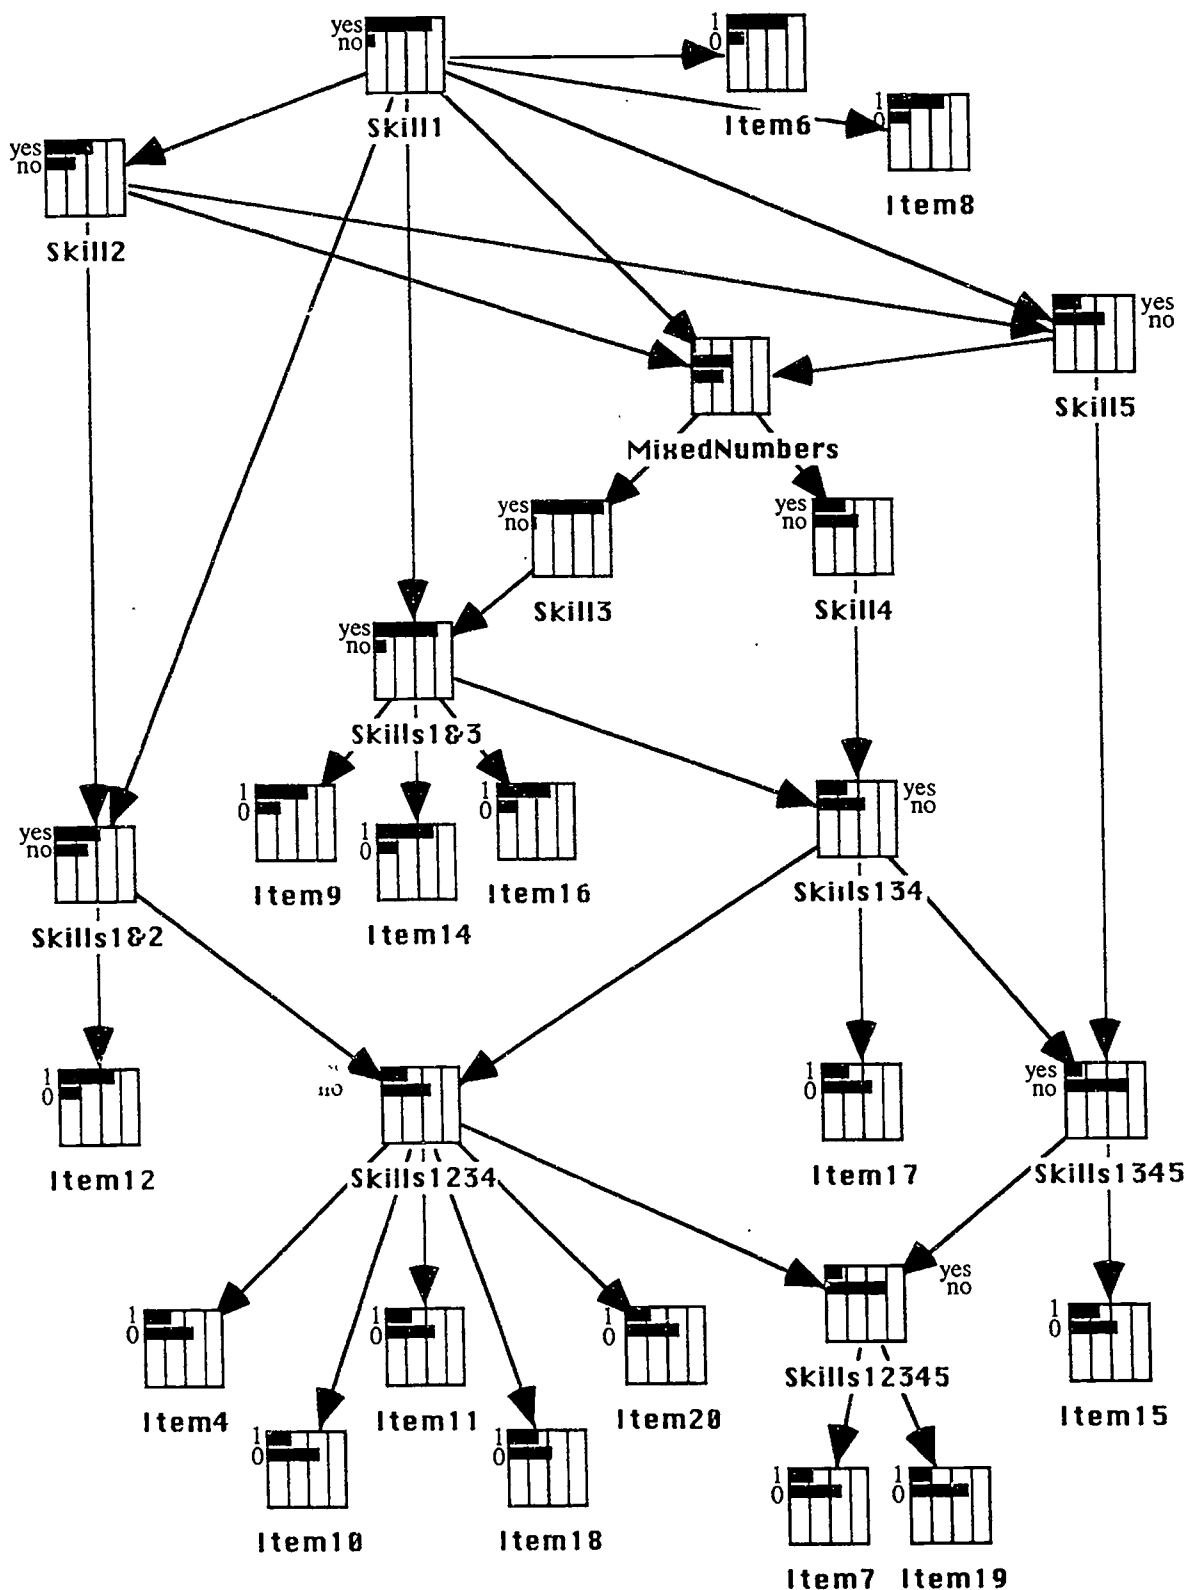 yes
no
Skill1
1
0
Item6
1
0
Item8
yes
no
Skill2
yes
no
Skill5
MixedNumbers
yes
no
Skill3
yes
no
Skill4
yes
no
Skills1&3
1
0
Item9
1
0
Item14
1
0
Item16
yes
no
Skills134
yes
no
Skills1&2
1
0
Item12
no
Skills1234
1
0
Item17
yes
no
Skills1345
yes
no
Skills12345
1
0
Item4
1
0
Item11
1
0
Item20
1
0
Item15
1
0
Item10
1
0
Item18
1
0
Item7
1
0
Item19